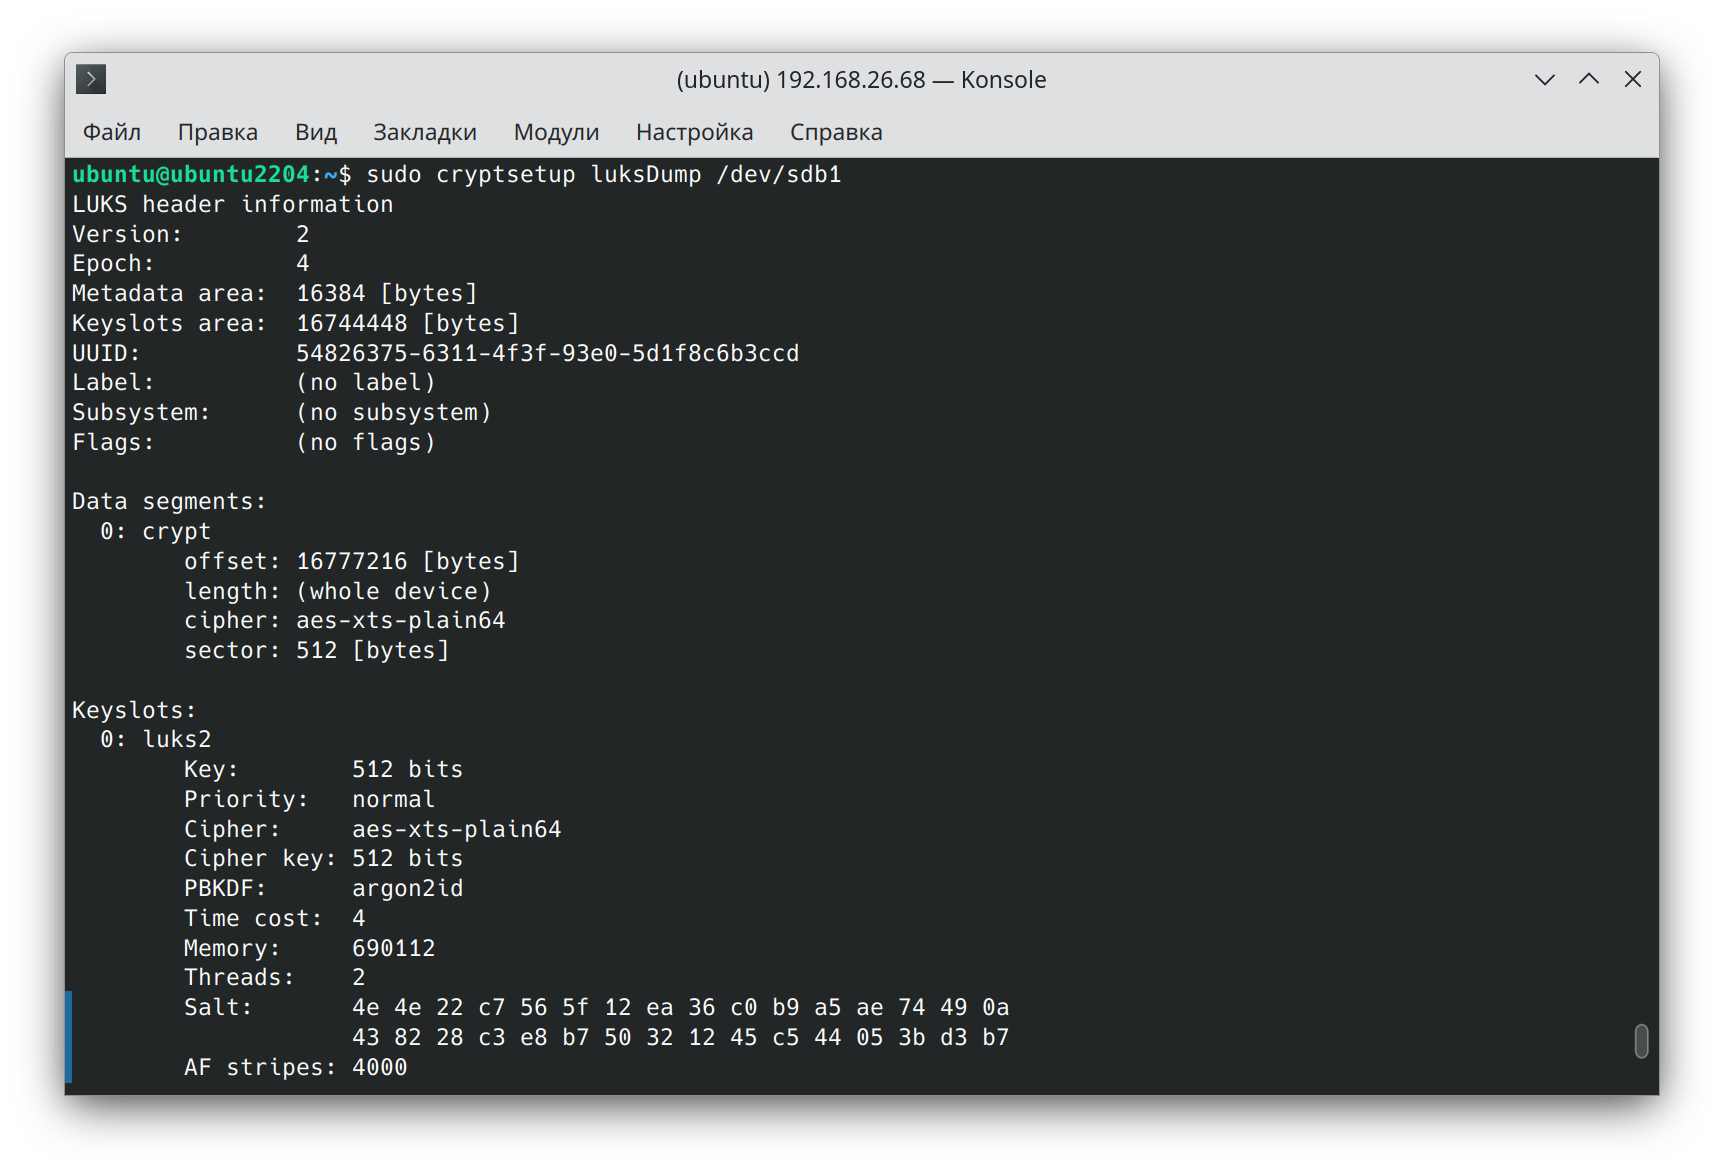 (ubuntu) 192.168.26.68 — Konsole
Файл Правка Вид Закладки Модули Настройка Справка
ubuntu@ubuntu2204:~$ sudo cryptsetup luksDump /dev/sdb1
LUKS header information
Version:        2
Epoch:          4
Metadata area:  16384 [bytes]
Keyslots area:  16744448 [bytes]
UUID:           54826375-6311-4f3f-93e0-5d1f8c6b3ccd
Label:          (no label)
Subsystem:      (no subsystem)
Flags:          (no flags)

Data segments:
  0: crypt
        offset: 16777216 [bytes]
        length: (whole device)
        cipher: aes-xts-plain64
        sector: 512 [bytes]

Keyslots:
  0: luks2
        Key:        512 bits
        Priority:   normal
        Cipher:     aes-xts-plain64
        Cipher key: 512 bits
        PBKDF:      argon2id
        Time cost:  4
        Memory:     690112
        Threads:    2
        Salt:       4e 4e 22 c7 56 5f 12 ea 36 c0 b9 a5 ae 74 49 0a
                    43 82 28 c3 e8 b7 50 32 12 45 c5 44 05 3b d3 b7
        AF stripes: 4000